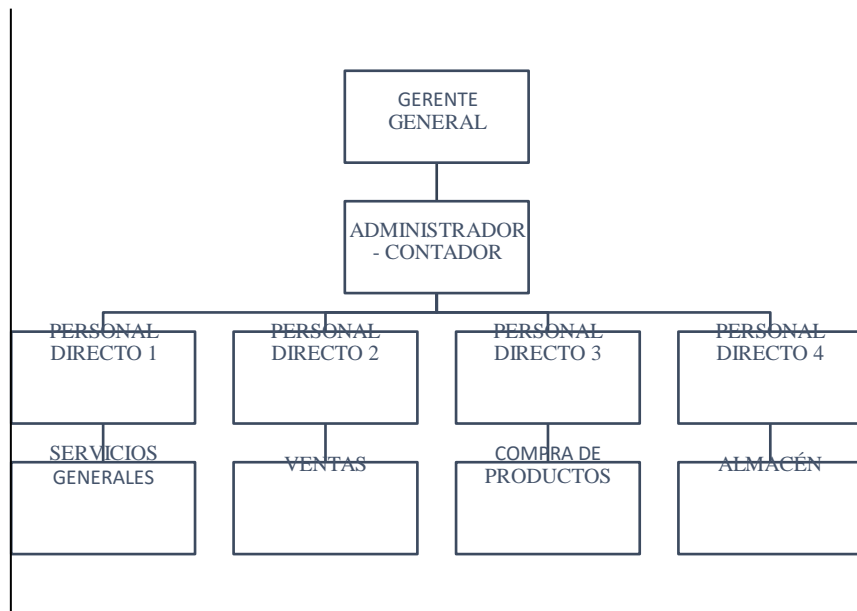 GERENTE
GENERAL
ADMINISTRADOR
- CONTADOR
PERSONAL
DIRECTO 1
PERSONAL
DIRECTO 2
PERSONAL
DIRECTO 3
PERSONAL
DIRECTO 4
SERVICIOS
GENERALES
VENTAS
COMPRA DE
PRODUCTOS
ALMACÉN